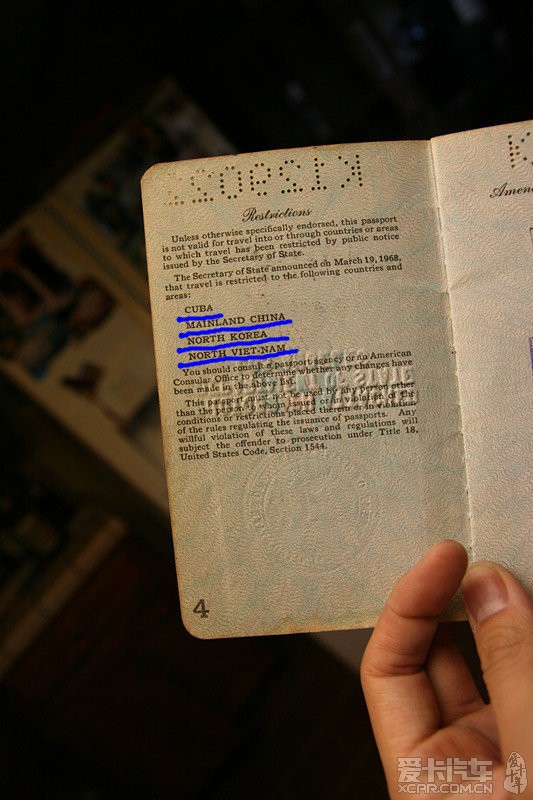 Restrictions
Unless otherwise specifically endorsed, this passport
is not valid for travel into or through countries or areas
to which travel has been restricted by public notice
issued by the Secretary of State.
The Secretary of State announced on March 19, 1968,
that travel is restricted to the following countries and
areas:
CUBA
MAINLAND CHINA
NORTH KOREA
NORTH VIET-NAM
You should consult a passport agency or an American
Consular Office to determine whether any changes have
been made in the above list.
This used by any person other
than the person to whom issued or in violation of the
conditions or restrictions placed therein or in violation
of the rules regulating the issuance of passports. Any
willful violation of these laws and regulations will
subject the offender to prosecution under Title 18,
United States Code, Section 1544.
4
K
Amen
爱卡汽车
XCAR.COM.CN